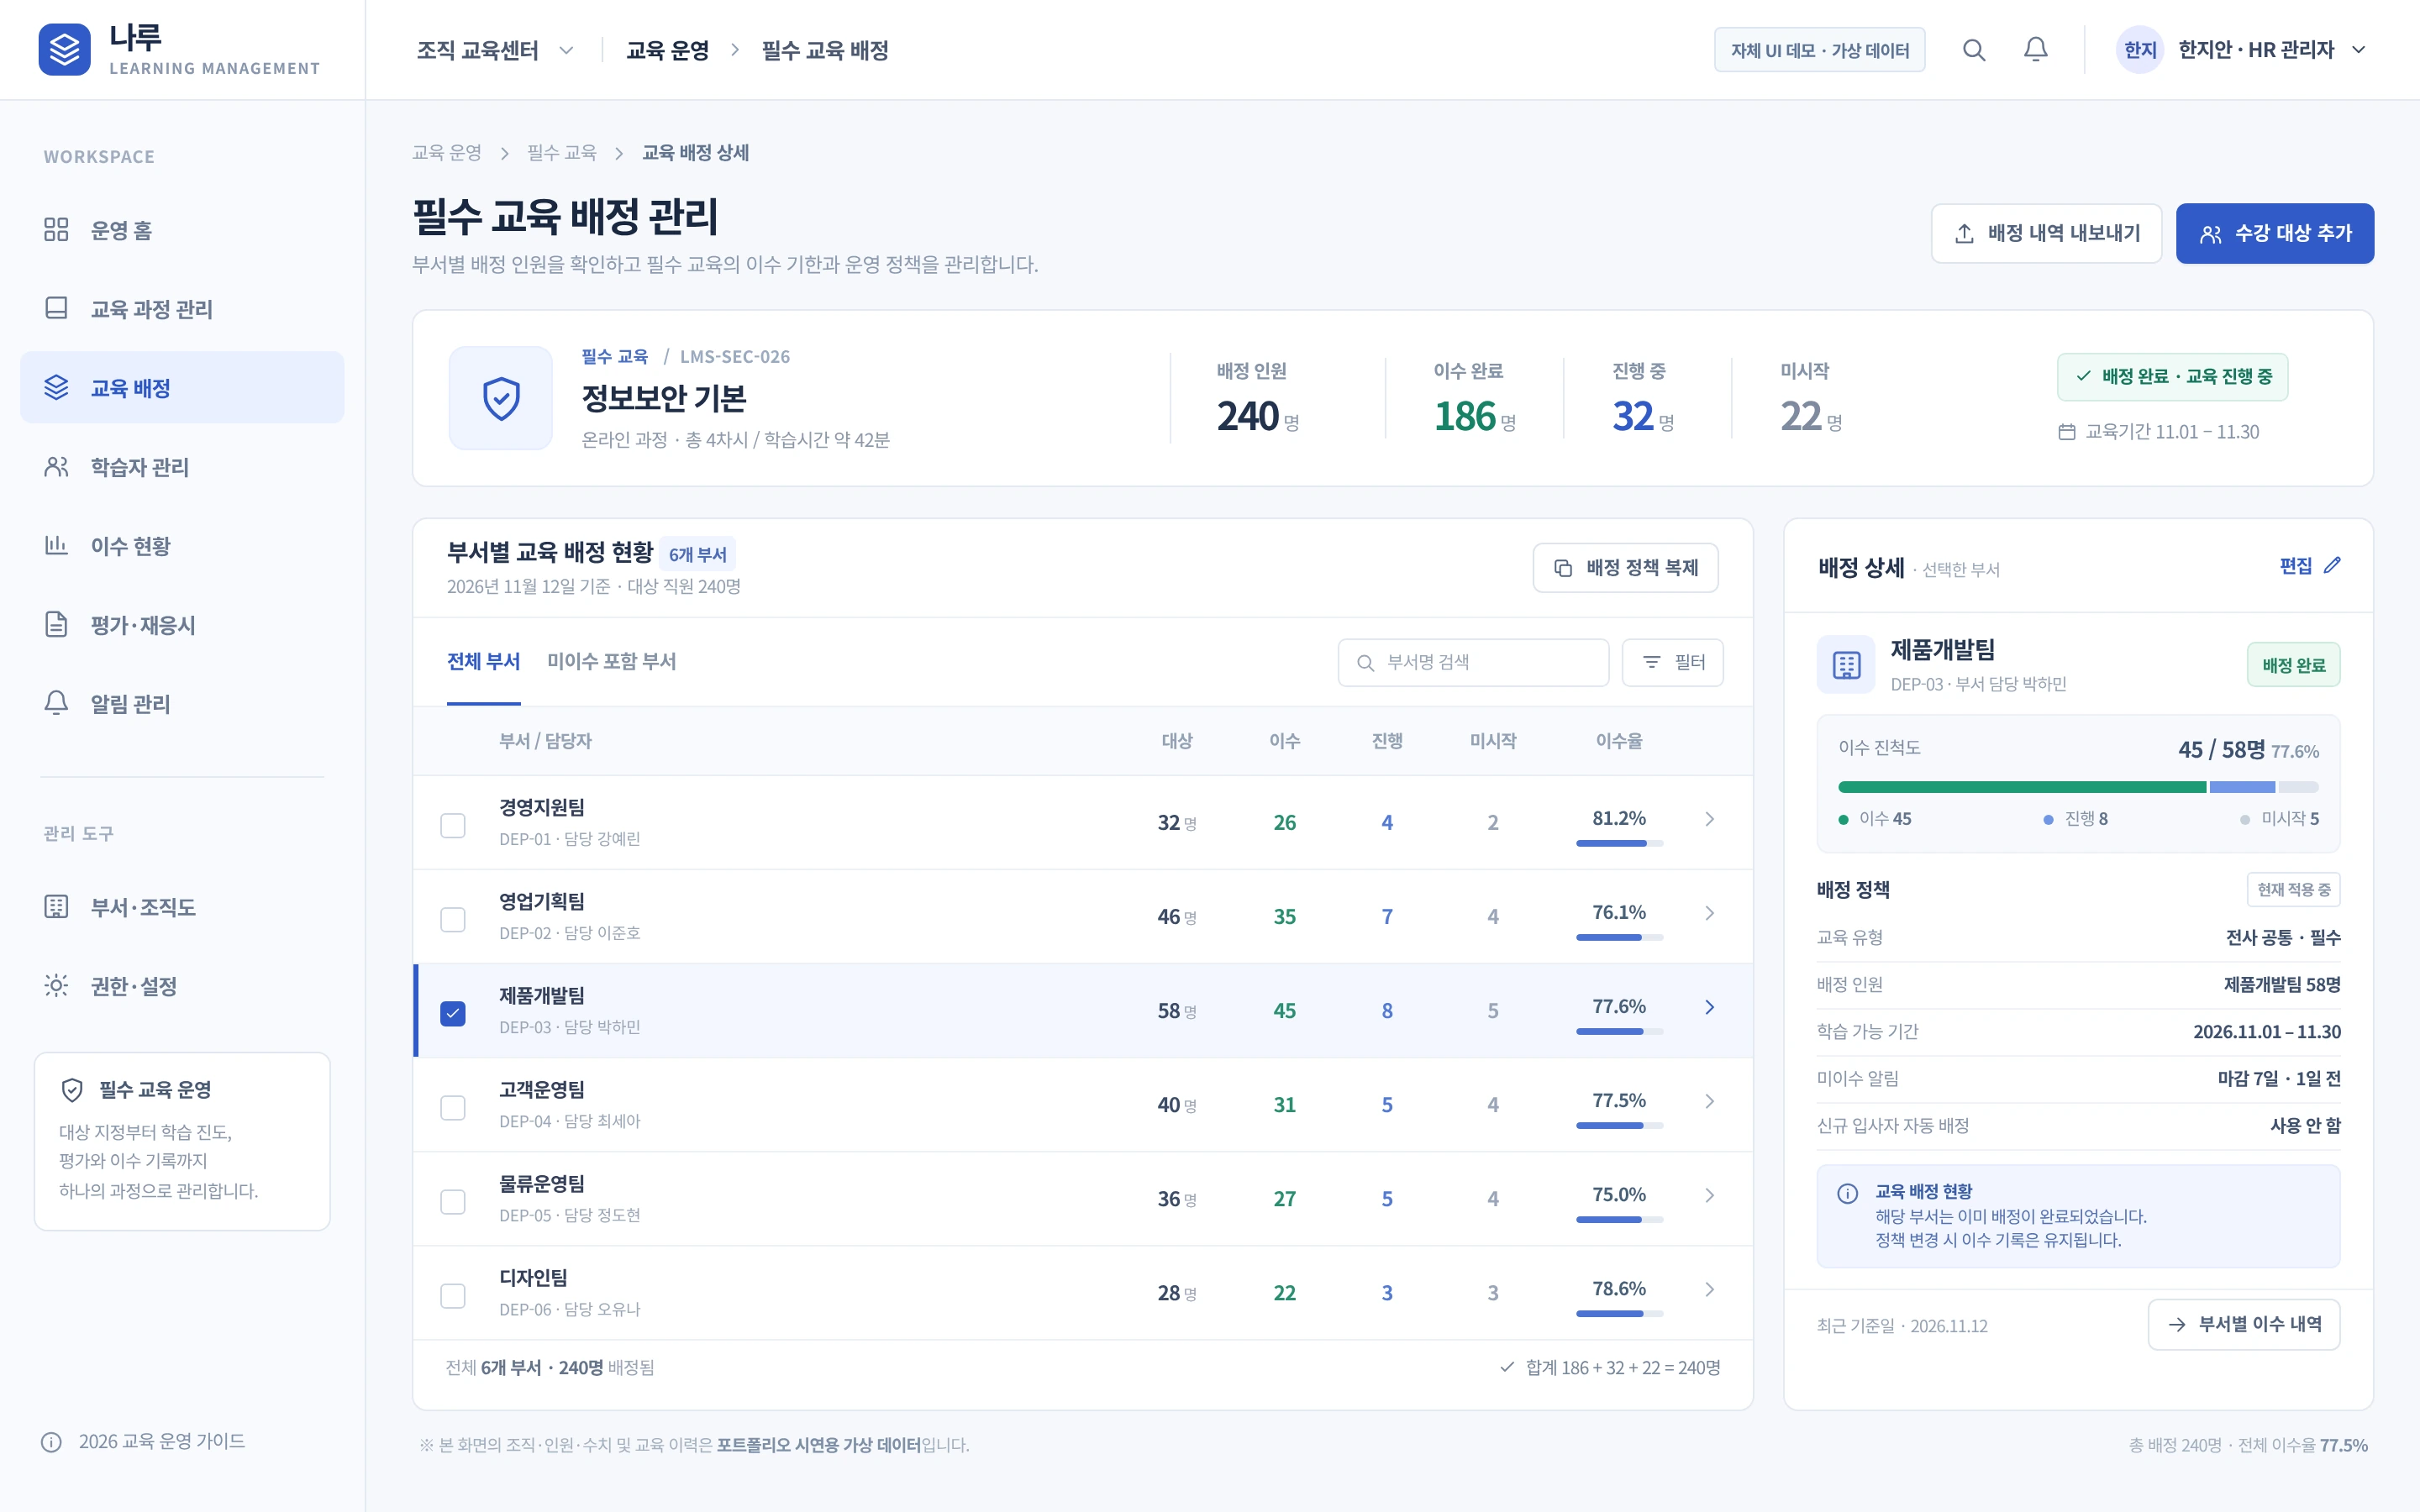 나루
LEARNING MANAGEMENT
조직 교육센터
교육 운영 > 필수 교육 배정
자체 UI 데모 · 가상 데이터
한지
한지안 · HR 관리자
WORKSPACE
운영 홈
교육 과정 관리
교육 배정
학습자 관리
이수 현황
평가·재응시
알림 관리
관리 도구
부서·조직도
권한·설정
필수 교육 운영
대상 지정부터 학습 진도,
평가와 이수 기록까지
하나의 과정으로 관리합니다.
2026 교육 운영 가이드
교육 운영 > 필수 교육 > 교육 배정 상세
필수 교육 배정 관리
부서별 배정 인원을 확인하고 필수 교육의 이수 기한과 운영 정책을 관리합니다.
배정 내역 내보내기
수강 대상 추가
필수 교육 / LMS-SEC-026
정보보안 기본
온라인 과정 · 총 4차시 / 학습시간 약 42분
배정 인원
240 명
이수 완료
186 명
진행 중
32 명
미시작
22 명
배정 완료 · 교육 진행 중
교육기간 11.01 – 11.30
부서별 교육 배정 현황 6개 부서
2026년 11월 12일 기준 · 대상 직원 240명
배정 정책 복제
전체 부서 미이수 포함 부서
부서명 검색
필터
부서 / 담당자 대상 이수 진행 미시작 이수율
경영지원팀
DEP-01 · 담당 강예린
32 명 26 4 2 81.2%
영업기획팀
DEP-02 · 담당 이준호
46 명 35 7 4 76.1%
제품개발팀
DEP-03 · 담당 박하민
58 명 45 8 5 77.6%
고객운영팀
DEP-04 · 담당 최세아
40 명 31 5 4 77.5%
물류운영팀
DEP-05 · 담당 정도현
36 명 27 5 4 75.0%
디자인팀
DEP-06 · 담당 오유나
28 명 22 3 3 78.6%
전체 6개 부서 · 240명 배정됨
합계 186 + 32 + 22 = 240명
배정 상세 · 선택한 부서
편집
제품개발팀
DEP-03 · 부서 담당 박하민
배정 완료
이수 진척도 45 / 58명 77.6%
이수 45 진행 8 미시작 5
배정 정책 현재 적용 중
교육 유형 전사 공통 · 필수
배정 인원 제품개발팀 58명
학습 가능 기간 2026.11.01 – 11.30
미이수 알림 마감 7일 · 1일 전
신규 입사자 자동 배정 사용 안 함
교육 배정 현황
해당 부서는 이미 배정이 완료되었습니다.
정책 변경 시 이수 기록은 유지됩니다.
최근 기준일 · 2026.11.12
부서별 이수 내역
※ 본 화면의 조직·인원·수치 및 교육 이력은 포트폴리오 시연용 가상 데이터입니다.
총 배정 240명 · 전체 이수율 77.5%